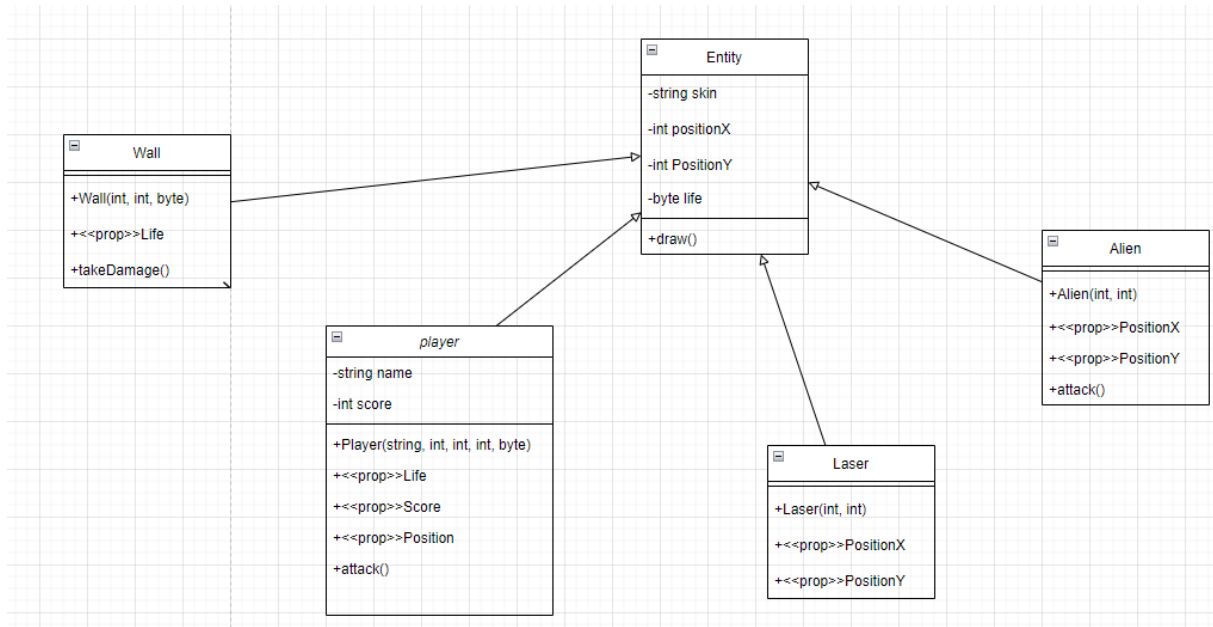 Entity
-string skin
-int positionX
-int PositionY
-byte life
+draw()
Wall
+Wall(int, int, byte)
+<<prop>>Life
+takeDamage()
player
-string name
-int score
+Player(string, int, int, int, byte)
+<<prop>>Life
+<<prop>>Score
+<<prop>>Position
+attack()
Laser
+Laser(int, int)
+<<prop>>PositionX
+<<prop>>PositionY
Alien
+Alien(int, int)
+<<prop>>PositionX
+<<prop>>PositionY
+attack()